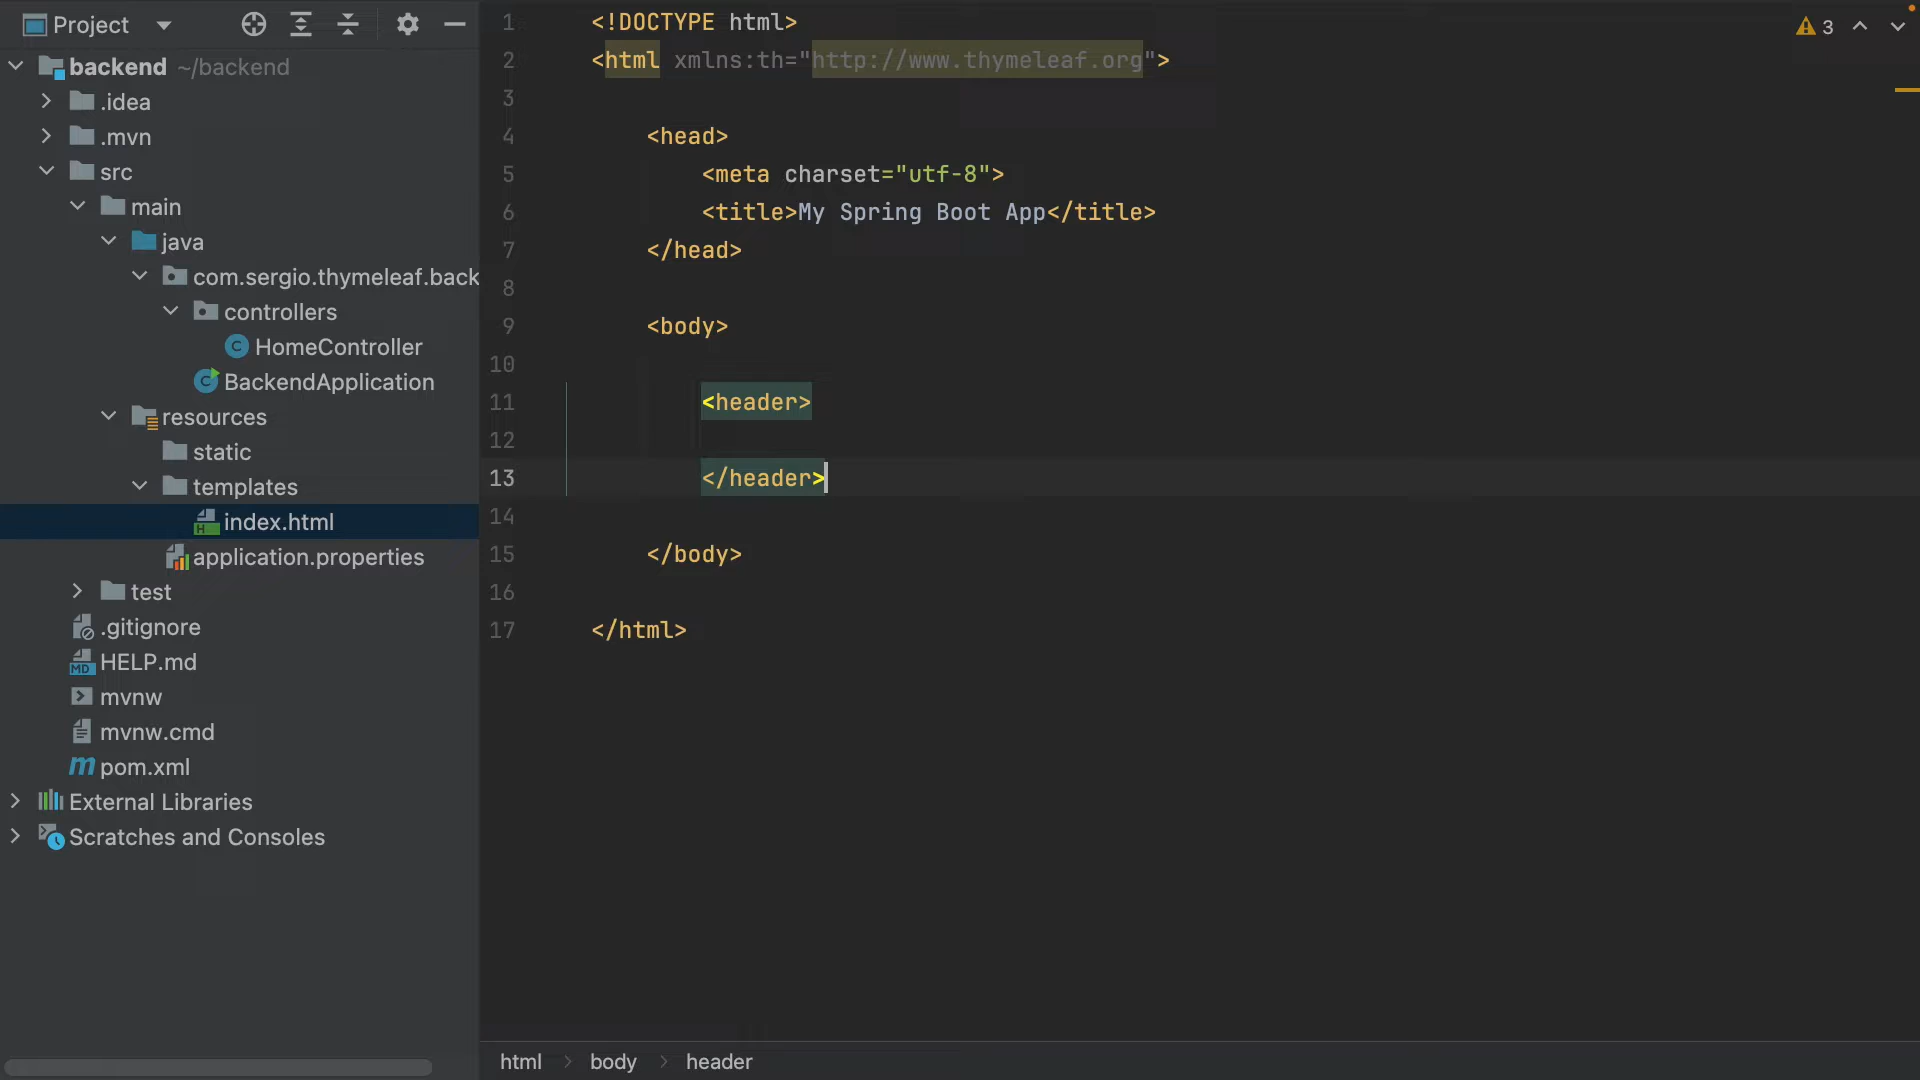 Project
backend ~/backend
.idea
.mvn
src
main
java
com.sergio.thymeleaf.back
controllers
C HomeController
C BackendApplication
resources
static
templates
H index.html
application.properties
test
.gitignore
MD HELP.md
mvnw
mvnw.cmd
m pom.xml
External Libraries
Scratches and Consoles
3
1 <!DOCTYPE html>
2 <html xmlns:th="http://www.thymeleaf.org">
3
4 <head>
5 <meta charset="utf-8">
6 <title>My Spring Boot App</title>
7 </head>
8
9 <body>
10
11 <header>
12
13 </header>
14
15 </body>
16
17 </html>
html > body > header